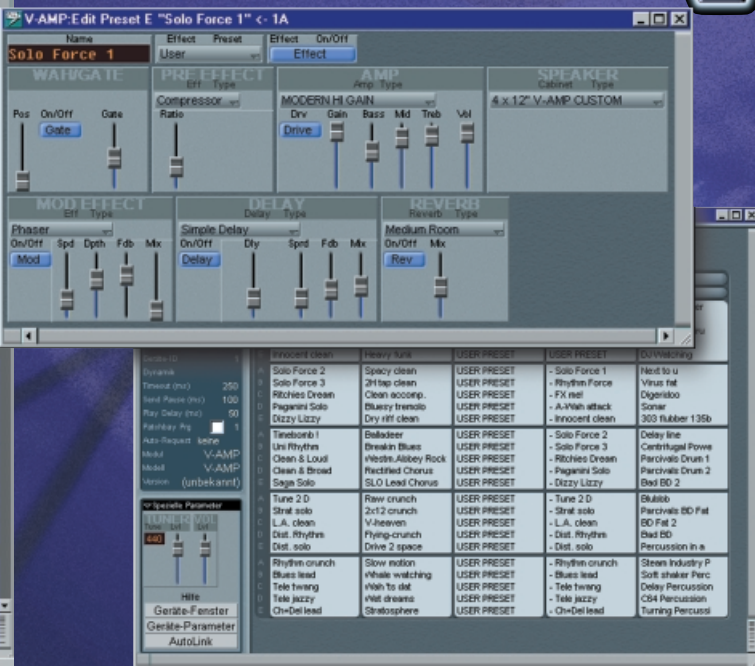 V-AMP:Edit Preset E "Solo Force 1" <- 1A
Name
Effect Preset
Effect On/Off
Solo Force 1
User
Effect
WAH/GATE
PRE EFFECT
AMP
SPEAKER
Eff Type
Amp Type
Cabinet Type
Compressor
MODERN HI GAIN
4 x 12" V-AMP CUSTOM
Pos On/Off Gate
Ratio
Drv Gain Bass Mid Treb Vol
Gate
Drive
MOD EFFECT
DELAY
REVERB
Eff Type
Delay Type
Reverb Type
Phaser
Simple Delay
Medium Room
On/Off Spd Dpth Fdb Mix
On/Off Dly Sprd Fdb Mix
On/Off Mix
Mod
Delay
Rev
Innocent clean Heavy funk USER PRESET DJ Watching
Dynamik
Timeout (ms) 250
Send Pause (ms) 100
Play Delay (ms) 50
Patchbay Prg 1
Auto-Request keine
Modul V-AMP
Modell V-AMP
Version (unbekannt)
Spezielle Parameter
TUNER VOL
Tune Lvl Lvl
440
Hilfe
Geräte-Fenster
Geräte-Parameter
AutoLink
A Solo Force 2 Spacy clean USER PRESET - Solo Force 1 Next to u
B Solo Force 3 2H tap clean USER PRESET - Rhythm Force Virus fat
C Ritchies Dream Clean accomp. USER PRESET - FX me! Digeridoo
D Paganini Solo Bluesy tremolo USER PRESET - A-Wah attack Sonar
E Dizzy Lizzy Dry riff clean USER PRESET - Innocent clean 303 flubber 135b
A Timebomb ! Balladeer USER PRESET - Solo Force 2 Delay line
B Uni Rhythm Breakin Blues USER PRESET - Solo Force 3 Centrifugal Powe
C Clean & Loud Westm.Abbey Rock USER PRESET - Ritchies Dream Parcivals Drum 1
D Clean & Broad Rectified Chorus USER PRESET - Paganini Solo Parcivals Drum 2
E Saga Solo SLO Lead Chorus USER PRESET - Dizzy Lizzy Bad BD 2
A Tune 2 D Raw crunch USER PRESET - Tune 2 D Blubb
B Strat solo 2x12 crunch USER PRESET - Strat solo Parcivals BD Fat
C L.A. clean V-heaven USER PRESET - L.A. clean BD Fat 2
D Dist. Rhythm Flying-crunch USER PRESET - Dist. Rhythm Bad BD
E Dist. solo Drive 2 space USER PRESET - Dist. solo Percussion in a
A Rhythm crunch Slow motion USER PRESET - Rhythm crunch Steam Industry P
B Blues lead Whale watching USER PRESET - Blues lead Soft shaker Perc
C Tele twang Wah 'ts dat USER PRESET - Tele twang Delay Percussion
D Tele jazzy Wet dreams USER PRESET - Tele jazzy C64 Percussion
E Ch+Del lead Stratosphere USER PRESET - Ch+Del lead Turning Percussi